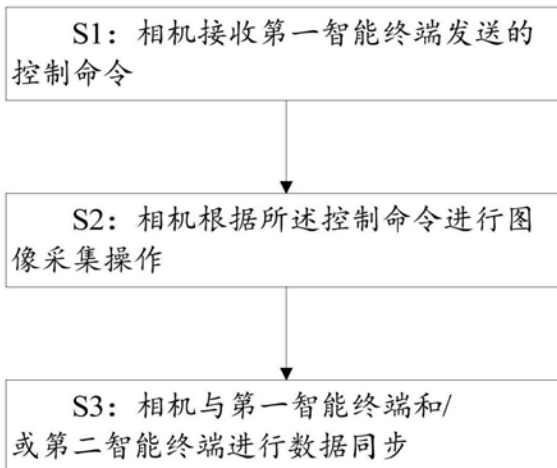 S1：相机接收第一智能终端发送的
控制命令
S2：相机根据所述控制命令进行图
像采集操作
S3：相机与第一智能终端和/
或第二智能终端进行数据同步